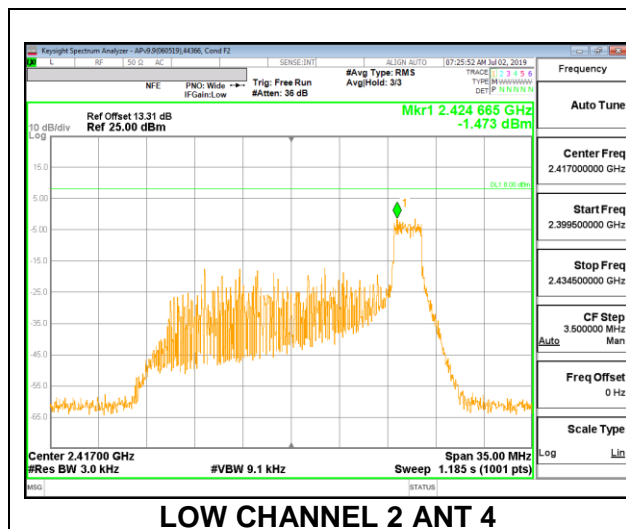 Keysight Spectrum Analyzer - APv9.9(060519),44366, Cond F2
L RF 50 Ω AC SENSE:INT ALIGN AUTO 07:25:52 AM Jul 02, 2019
NFE PNO: Wide Trig: Free Run #Avg Type: RMS TRACE 1 2 3 4 5 6
IFGain:Low #Atten: 36 dB Avg|Hold: 3/3 TYPE M W W W W W
DET P N N N N N
Frequency
Auto Tune
Center Freq
2.417000000 GHz
Start Freq
2.399500000 GHz
Stop Freq
2.434500000 GHz
CF Step
3.500000 MHz
Auto Man
Freq Offset
0 Hz
Scale Type
Log Lin
Mkr1 2.424 665 GHz
-1.473 dBm
Ref Offset 13.31 dB
10 dB/div Ref 25.00 dBm
Log
15.0
DL1 8.00 dBm
5.00
1
-5.00
-15.0
-25.0
-35.0
-45.0
-55.0
-65.0
Center 2.41700 GHz Span 35.00 MHz
#Res BW 3.0 kHz #VBW 9.1 kHz Sweep 1.185 s (1001 pts)
MSG STATUS
LOW CHANNEL 2 ANT 4